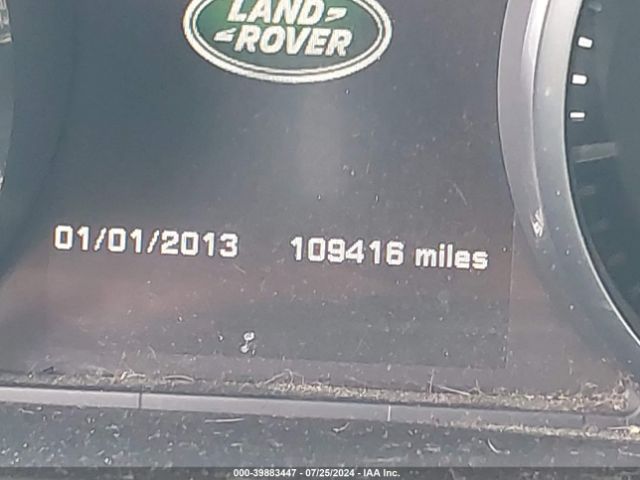 LAND
ROVER
01/01/2013 109416 miles
000-39883447 - 07/25/2024 - IAA Inc.